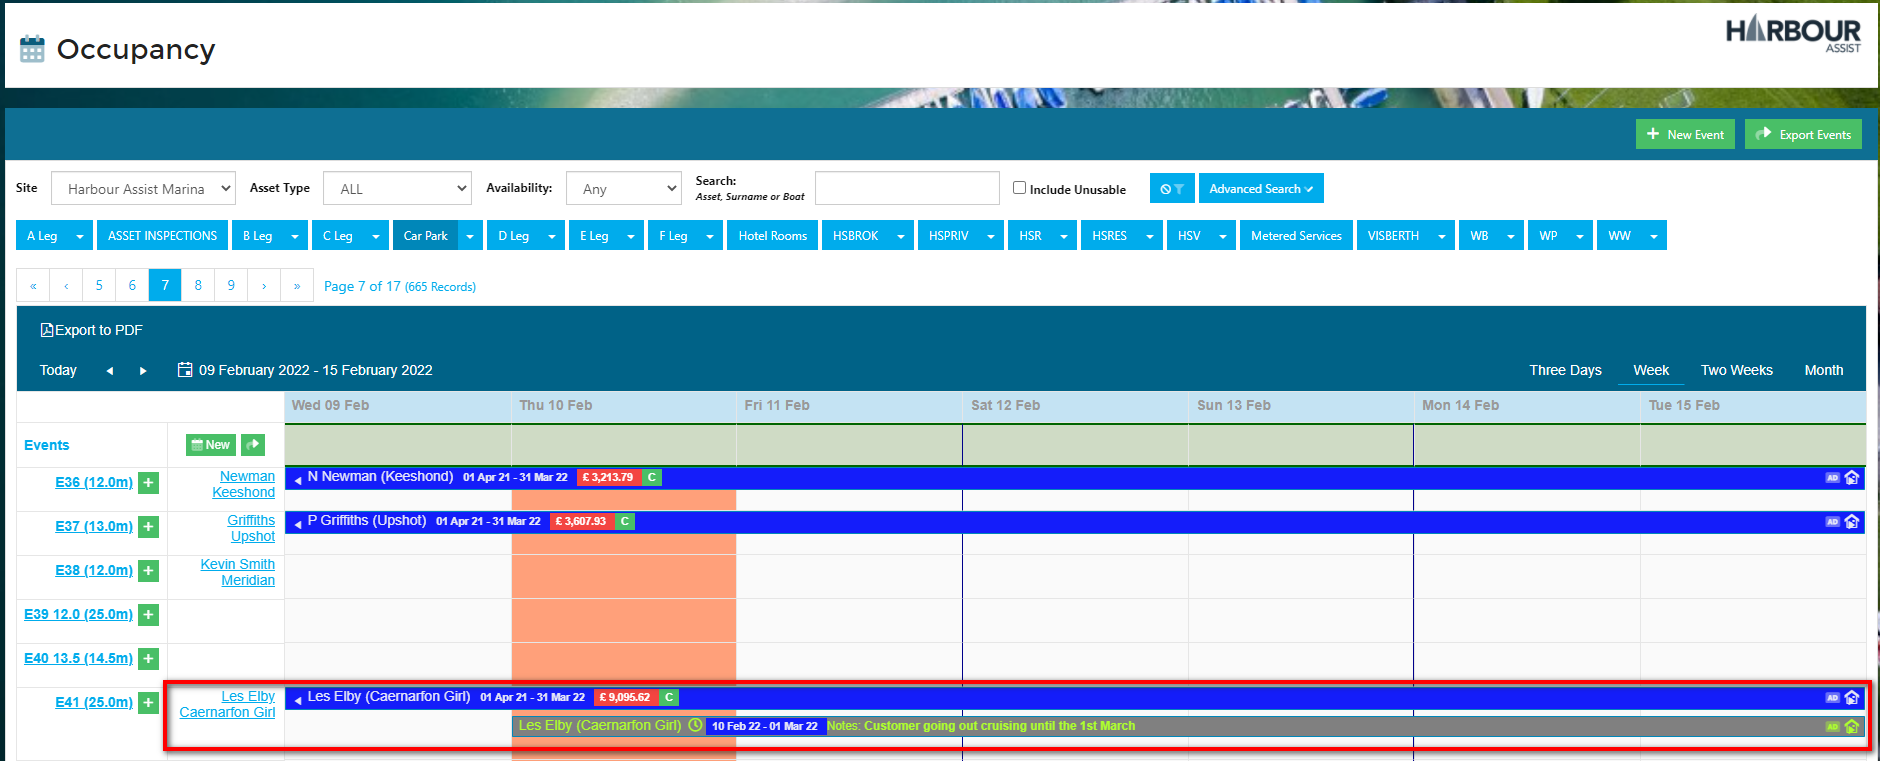 Occupancy
HARBOUR
ASSIST
+ New Event
Export Events
Site Harbour Assist Marina Asset Type ALL Availability: Any Search: Asset, Surname or Boat Include Unusable Advanced Search
A Leg ASSET INSPECTIONS B Leg C Leg Car Park D Leg E Leg F Leg Hotel Rooms HSBROK HSPRIV HSR HSRES HSV Metered Services VISBERTH WB WP WW
« ‹ 5 6 7 8 9 › » Page 7 of 17 (665 Records)
Export to PDF
Today 09 February 2022 - 15 February 2022 Three Days Week Two Weeks Month
Wed 09 Feb Thu 10 Feb Fri 11 Feb Sat 12 Feb Sun 13 Feb Mon 14 Feb Tue 15 Feb
Events New
E36 (12.0m) + Newman N Newman (Keeshond) 01 Apr 21 - 31 Mar 22 £ 3,213.79 C AD
Keeshond
E37 (13.0m) + Griffiths P Griffiths (Upshot) 01 Apr 21 - 31 Mar 22 £ 3,607.93 C AD
Upshot
E38 (12.0m) + Kevin Smith
Meridian
E39 12.0 (25.0m) +
E40 13.5 (14.5m) +
E41 (25.0m) + Les Elby Les Elby (Caernarfon Girl) 01 Apr 21 - 31 Mar 22 £ 9,095.62 C AD
Caernarfon Girl
Les Elby (Caernarfon Girl) 10 Feb 22 - 01 Mar 22 Notes: Customer going out cruising until the 1st March AD